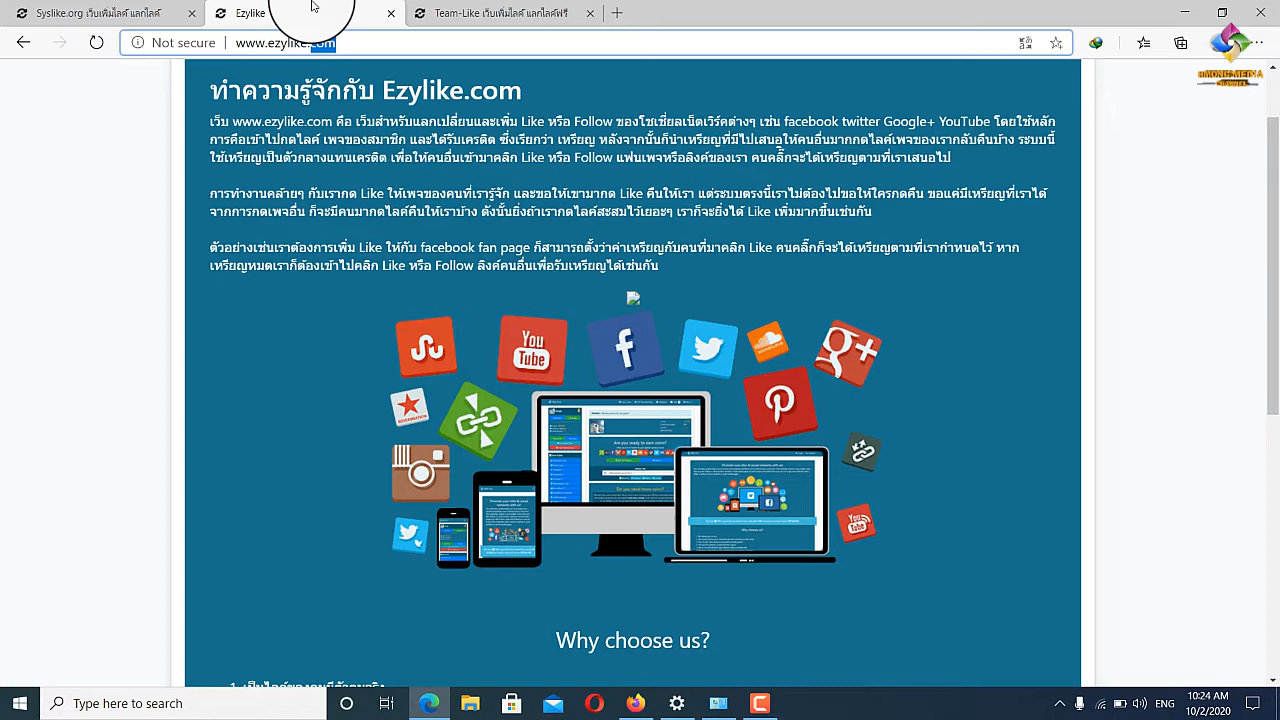 Syslike.org เว็บเพิ่มไลค์
Ezylike.com เว็บเพิ่มไลค์
Zynlike.com เว็บเพิ่มไลค์
Not secure
www.ezylike.com
HMONGMEDIA
CHANNEL
ทำความรู้จักกับ Ezylike.com
เว็บ www.ezylike.com คือ เว็บสำหรับแลกเปลี่ยนและเพิ่ม Like หรือ Follow ของโซเชี่ยลเน็ตเวิร์คต่างๆ เช่น facebook twitter Google+ YouTube โดยใช้หลัก
การคือเข้าไปกดไลค์ เพจของสมาชิก และได้รับเครดิต ซึ่งเรียกว่า เหรียญ หลังจากนั้นก็นำเหรียญที่มีไปเสนอให้คนอื่นมากกดไลค์เพจของเรากลับคืนบ้าง ระบบนี้
ใช้เหรียญเป็นตัวกลางแทนเครดิต เพื่อให้คนอื่นเข้ามาคลิก Like หรือ Follow แฟนเพจหรือลิงค์ของเรา คนคลิ๊กจะได้เหรียญตามที่เราเสนอไป
การทำงานคล้ายๆ กับเรากด Like ให้เพจของคนที่เรารู้จัก และขอให้เขามากด Like คืนให้เรา แต่ระบบตรงนี้เราไม่ต้องไปขอให้ใครกดคืน ขอแค่มีเหรียญที่เราได้
จากการกดเพจอื่น ก็จะมีคนมากดไลค์คืนให้เราบ้าง ดังนั้นยิ่งถ้าเรากดไลค์สะสมไว้เยอะๆ เราก็จะยิ่งได้ Like เพิ่มมากขึ้นเช่นกัน
ตัวอย่างเช่นเราต้องการเพิ่ม Like ให้กับ facebook fan page ก็สามารถตั้งว่าค่าเหรียญกับคนที่มาคลิก Like คนคลิ๊กก็จะได้เหรียญตามที่เรากำหนดไว้ หาก
เหรียญหมดเราก็ต้องเข้าไปคลิก Like หรือ Follow ลิงค์คนอื่นเพื่อรับเหรียญได้เช่นกัน
You
Tube
Why choose us?
Type here to search
ENG
10:24 AM
10/2/2020